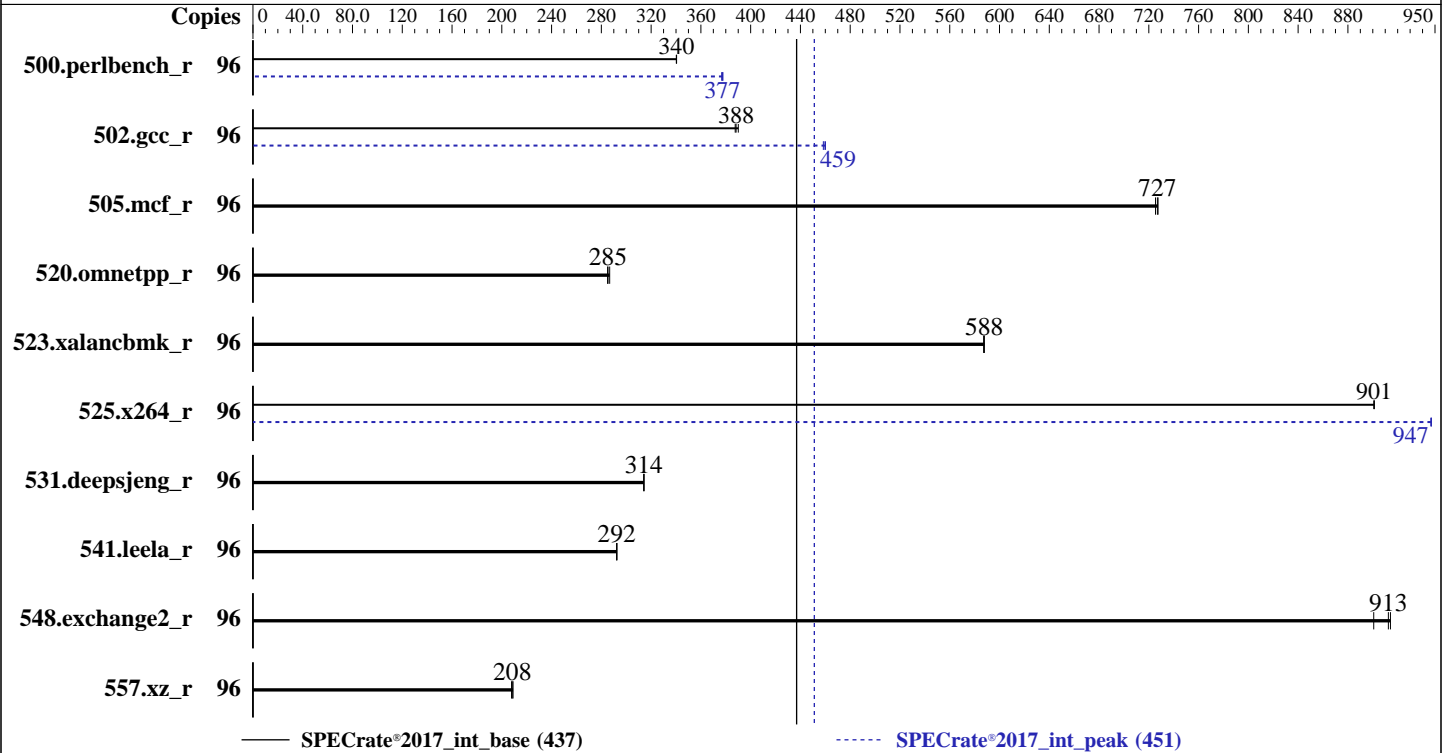 Copies 0 40.0 80.0 120 160 200 240 280 320 360 400 440 480 520 560 600 640 680 720 760 800 840 880 950
340
500.perlbench_r 96
377
388
502.gcc_r 96
459
727
505.mcf_r 96
285
520.omnetpp_r 96
588
523.xalancbmk_r 96
901
525.x264_r 96
947
314
531.deepsjeng_r 96
292
541.leela_r 96
913
548.exchange2_r 96
208
557.xz_r 96
SPECrate®2017_int_base (437) SPECrate®2017_int_peak (451)